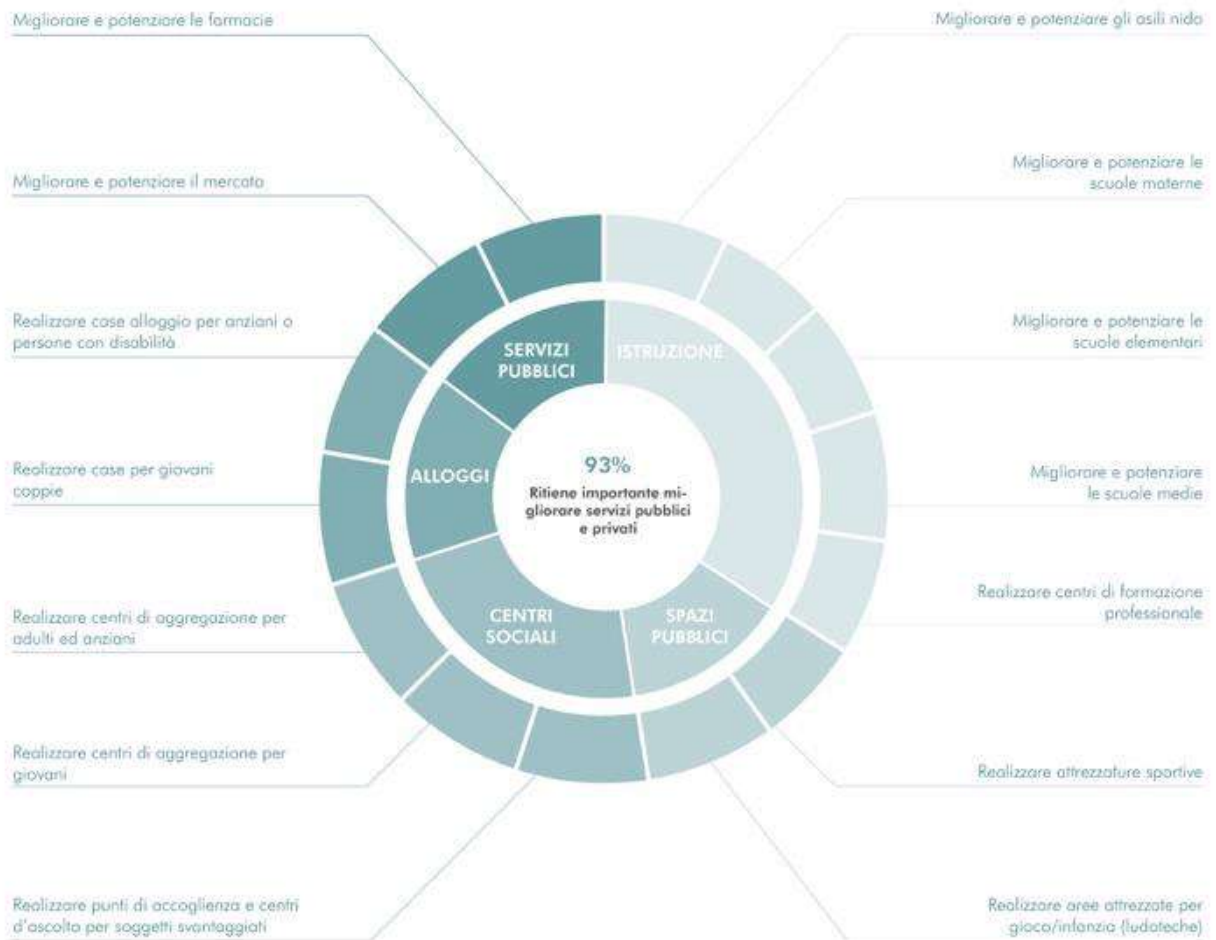 Migliorare e potenziare le farmacie
Migliorare e potenziare gli asili nido
Migliorare e potenziare il mercato
Migliorare e potenziare le
scuole materne
Realizzare case alloggio per anziani o
persone con disabilità
Migliorare e potenziare le
scuole elementari
Realizzare case per giovani
coppie
Migliorare e potenziare
le scuole medie
Realizzare centri di aggregazione per
adulti ed anziani
Realizzare centri di formazione
professionale
Realizzare centri di aggregazione per
giovani
Realizzare attrezzature sportive
Realizzare punti di accoglienza e centri
d'ascolto per soggetti svantaggiati
Realizzare aree attrezzate per
gioco/infanzia (ludoteche)
SERVIZI
PUBBLICI
ISTRUZIONE
ALLOGGI
CENTRI
SOCIALI
SPAZI
PUBBLICI
93%
Ritiene importante mi-
gliorare servizi pubblici
e privati